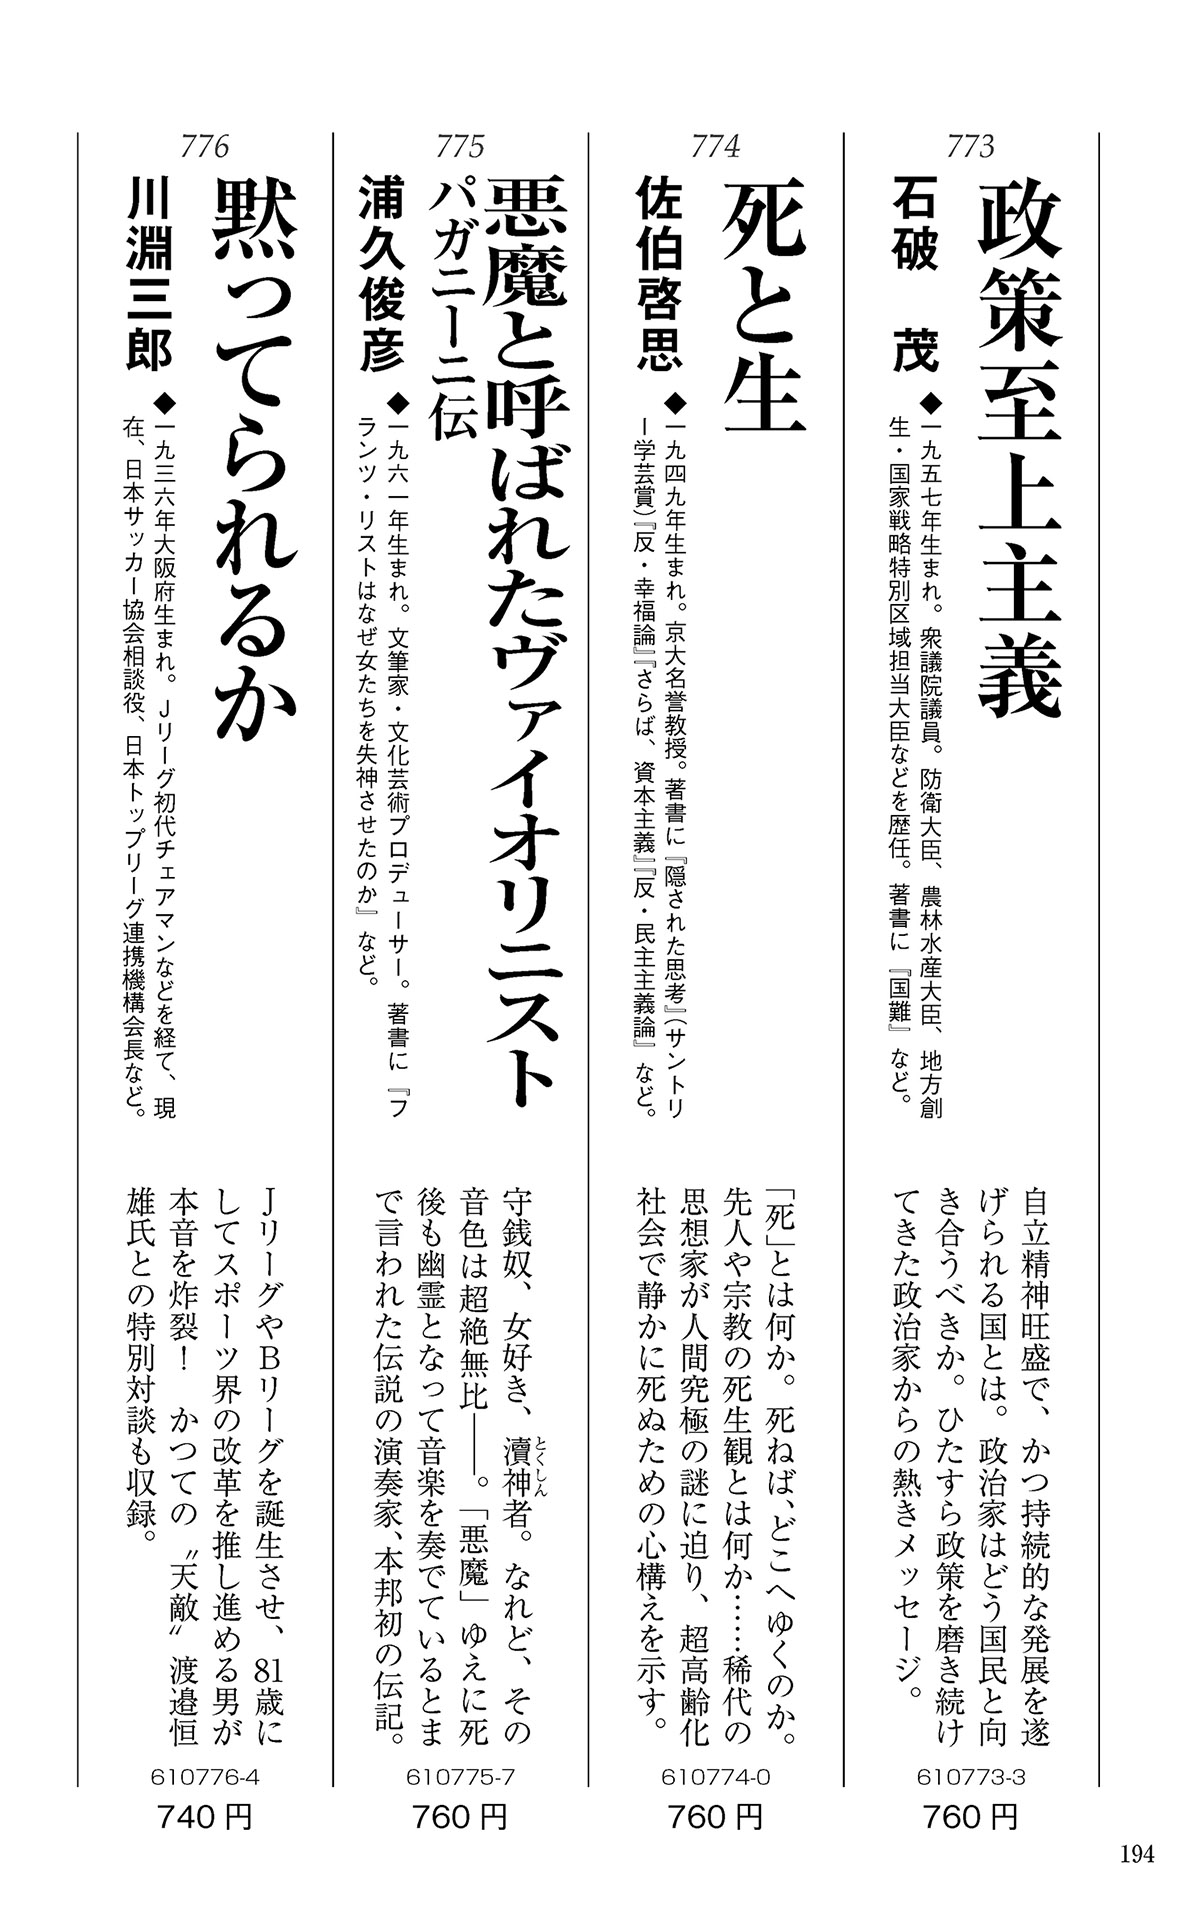 773
政策至上主義
石破　茂
◆一九五七年生まれ。衆議院議員。防衛大臣、農林水産大臣、地方創
生・国家戦略特別区域担当大臣などを歴任。著書に『国難』など。
自立精神旺盛で、かつ持続的な発展を遂
げられる国とは。政治家はどう国民と向
き合うべきか。ひたすら政策を磨き続け
てきた政治家からの熱きメッセージ。
610773-3
760円
774
死と生
佐伯啓思
◆一九四九年生まれ。京大名誉教授。著書に『隠された思考』（サントリ
ー学芸賞）『反・幸福論』『さらば、資本主義』『反・民主主義論』など。
「死」とは何か。死ねば、どこへゆくのか。
先人や宗教の死生観とは何か……稀代の
思想家が人間究極の謎に迫り、超高齢化
社会で静かに死ぬための心構えを示す。
610774-0
760円
775
悪魔と呼ばれたヴァイオリニスト
パガニーニ伝
浦久俊彦
◆一九六一年生まれ。文筆家・文化芸術プロデューサー。著書に『フ
ランツ・リストはなぜ女たちを失神させたのか』など。
守銭奴、女好き、瀆神者。なれど、その
とくしん
音色は超絶無比――。「悪魔」ゆえに死
後も幽霊となって音楽を奏でているとま
で言われた伝説の演奏家、本邦初の伝記。
610775-7
760円
776
黙ってられるか
川淵三郎
◆一九三六年大阪府生まれ。Ｊリーグ初代チェアマンなどを経て、現
在、日本サッカー協会相談役、日本トップリーグ連携機構会長など。
ＪリーグやＢリーグを誕生させ、81歳に
してスポーツ界の改革を推し進める男が
本音を炸裂！　かつての〝天敵〟渡邉恒
雄氏との特別対談も収録。
610776-4
740円
194